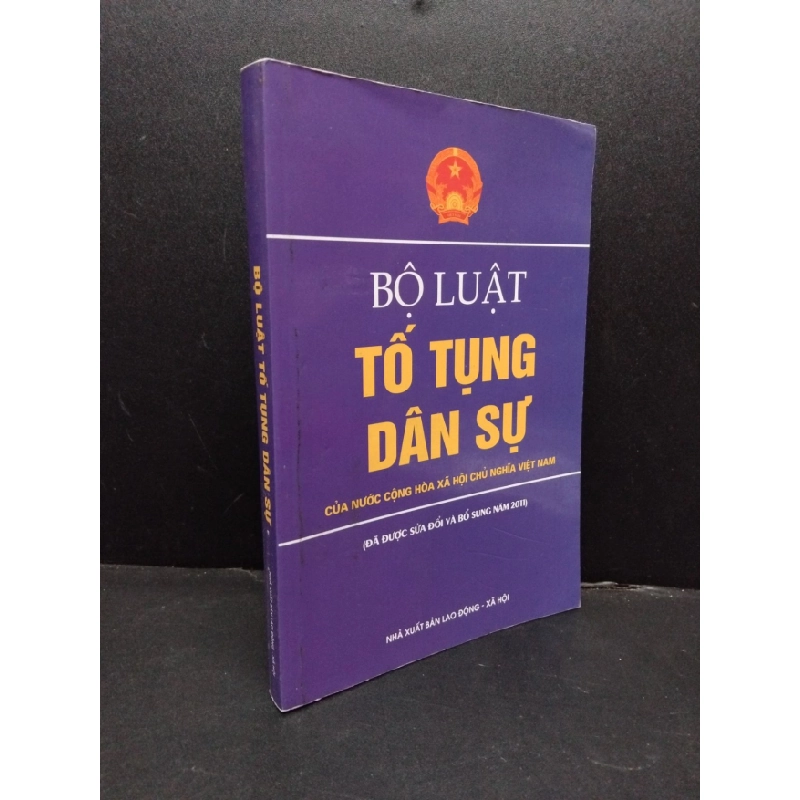 BỘ LUẬT
TỐ TỤNG
DÂN SỰ
CỦA NƯỚC CỘNG HÒA XÃ HỘI CHỦ NGHĨA VIỆT NAM
(ĐÃ ĐƯỢC SỬA ĐỔI VÀ BỔ SUNG NĂM 2011)
NHÀ XUẤT BẢN LAO ĐỘNG - XÃ HỘI
BỘ LUẬT TỐ TỤNG DÂN SỰ